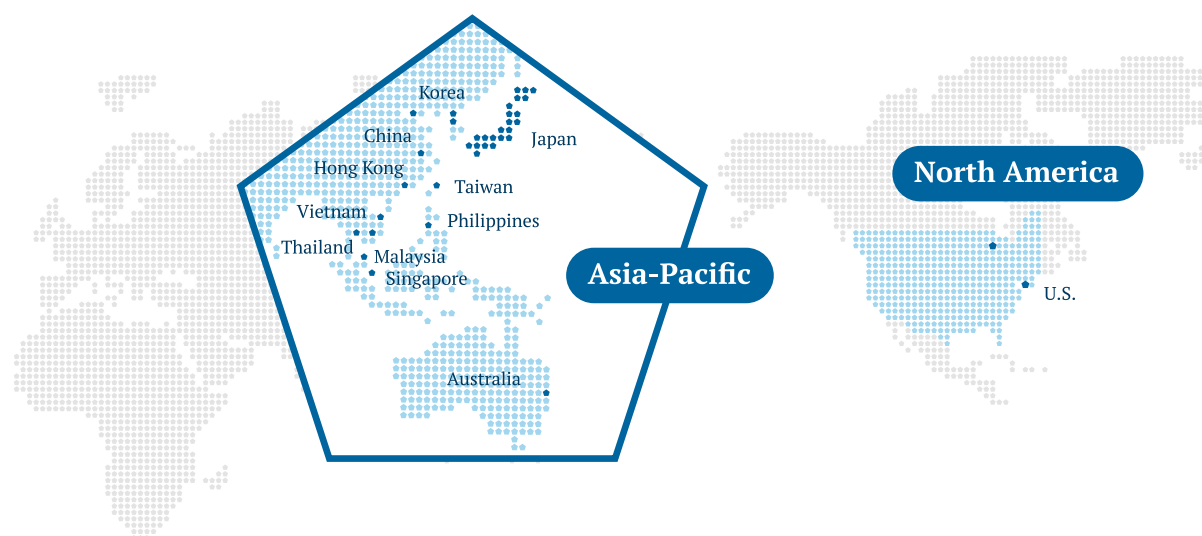 Korea
China
Japan
Hong Kong
Taiwan
Vietnam
Philippines
Thailand
Malaysia
Singapore
Asia-Pacific
Australia
North America
U.S.